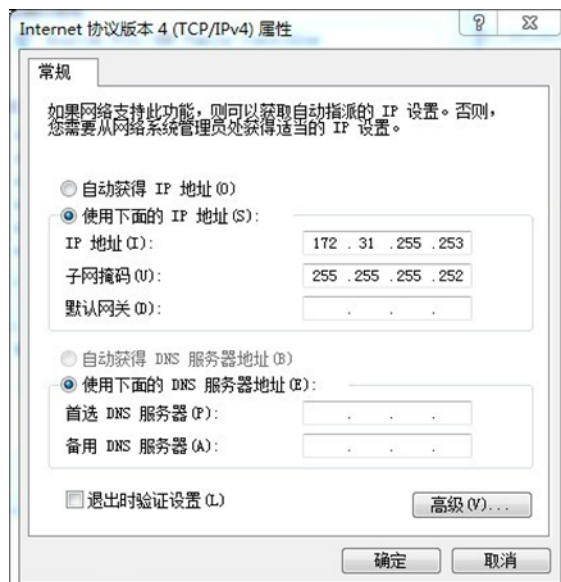 Internet 协议版本 4 (TCP/IPv4) 属性
常规
如果网络支持此功能，则可以获取自动指派的 IP 设置。否则，
您需要从网络系统管理员处获得适当的 IP 设置。
自动获得 IP 地址(O)
使用下面的 IP 地址(S):
IP 地址(I): 172 . 31 .255 .253
子网掩码(U): 255 .255 .255 .252
默认网关(D): . . .
自动获得 DNS 服务器地址(B)
使用下面的 DNS 服务器地址(E):
首选 DNS 服务器(P): . . .
备用 DNS 服务器(A): . . .
退出时验证设置(L)
高级(V)...
确定 取消